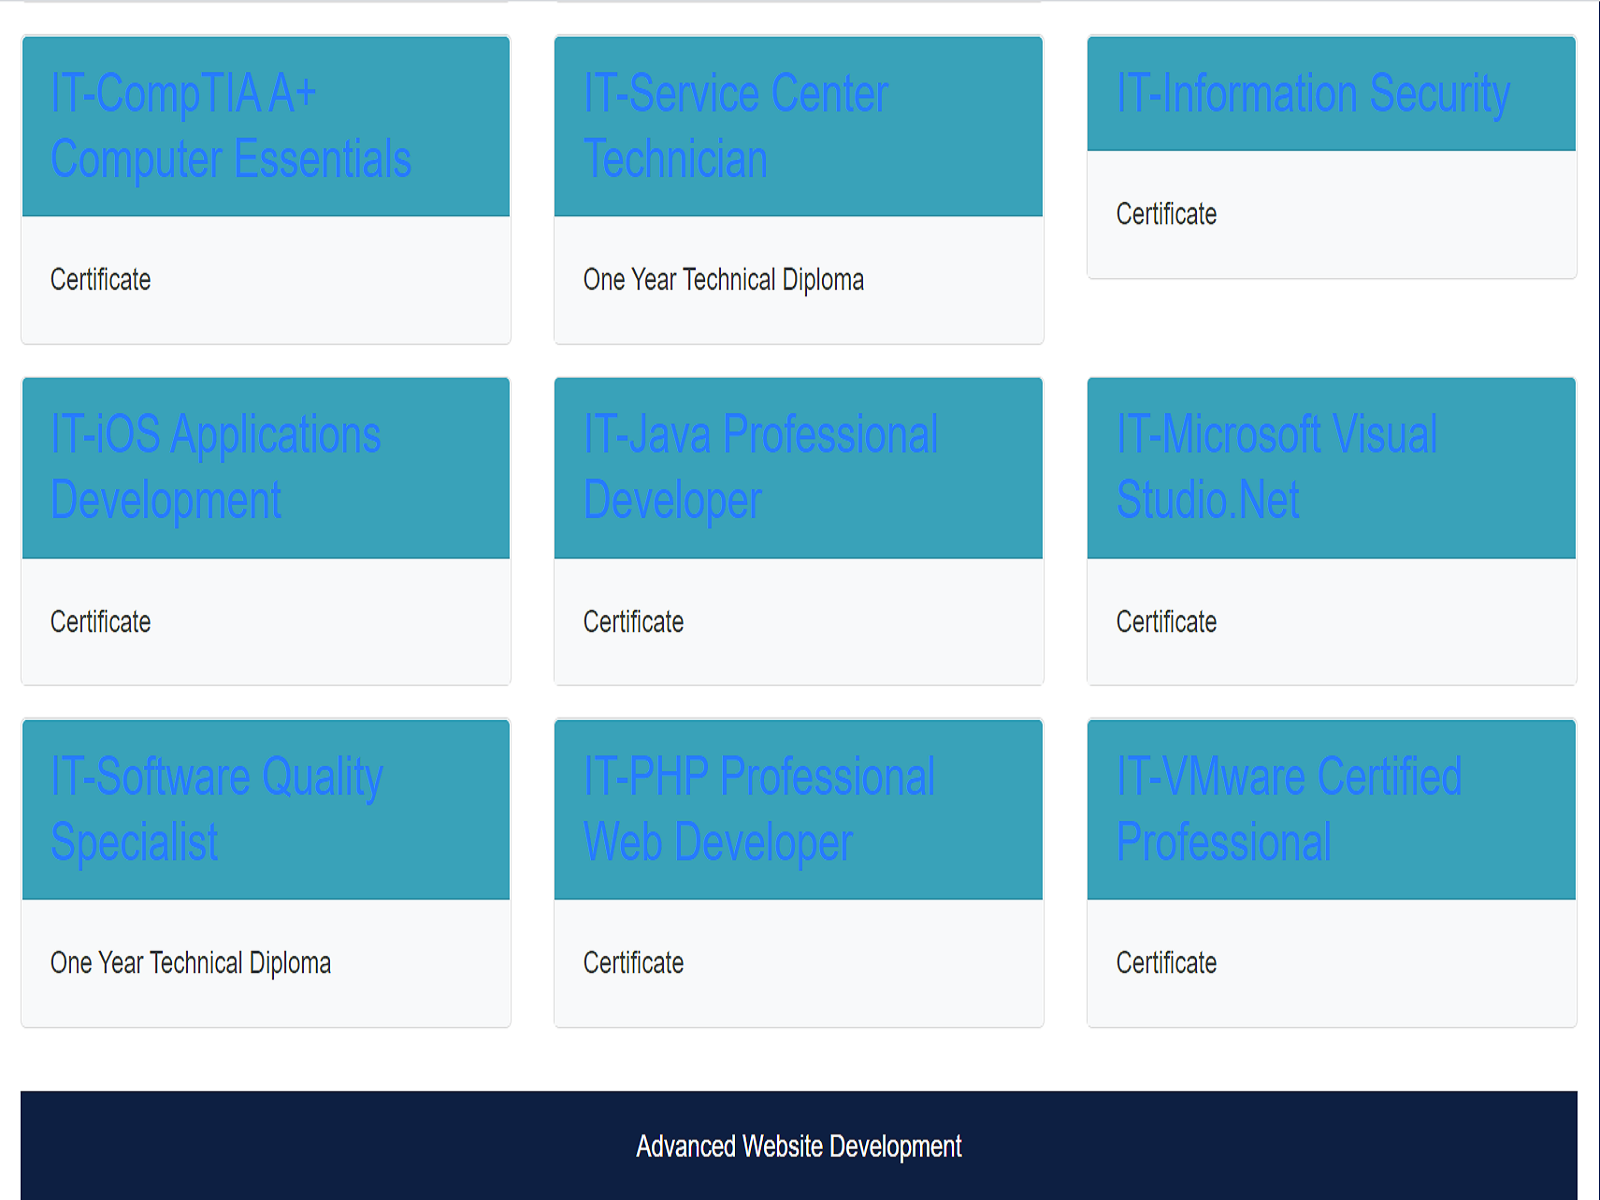 IT-CompTIA A+
Computer Essentials
Certificate
IT-Service Center
Technician
One Year Technical Diploma
IT-Information Security
Certificate
IT-iOS Applications
Development
Certificate
IT-Java Professional
Developer
Certificate
IT-Microsoft Visual
Studio.Net
Certificate
IT-Software Quality
Specialist
One Year Technical Diploma
IT-PHP Professional
Web Developer
Certificate
IT-VMware Certified
Professional
Certificate
Advanced Website Development